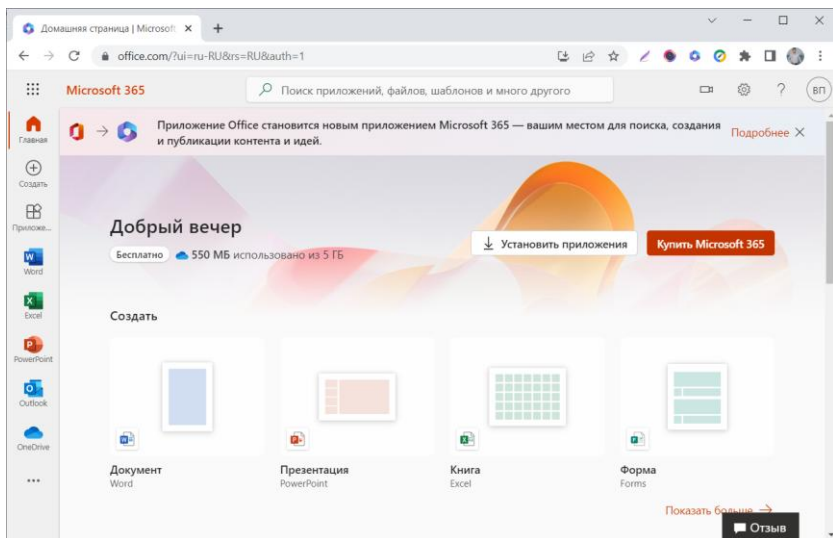 Домашняя страница | Microsoft
office.com/?ui=ru-RU&rs=RU&auth=1
Microsoft 365
Поиск приложений, файлов, шаблонов и много другого
ВП
Приложение Office становится новым приложением Microsoft 365 — вашим местом для поиска, создания
и публикации контента и идей.
Подробнее
Главная
Создать
Приложе...
Word
Excel
PowerPoint
Outlook
OneDrive
Добрый вечер
Бесплатно 550 МБ использовано из 5 ГБ
Установить приложения
Купить Microsoft 365
Создать
Документ
Word
Презентация
PowerPoint
Книга
Excel
Форма
Forms
Показать больше
Отзыв